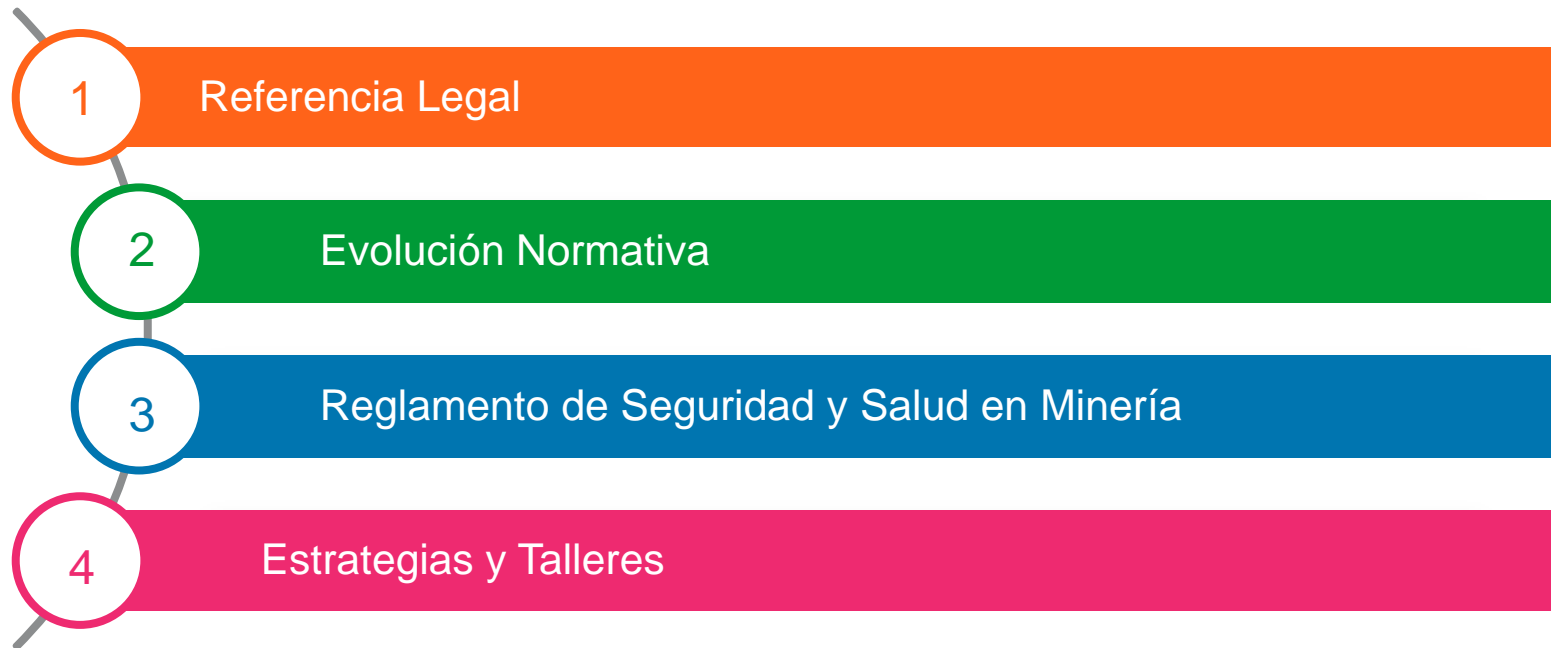 1
Referencia Legal
2
Evolución Normativa
3
Reglamento de Seguridad y Salud en Minería
4
Estrategias y Talleres